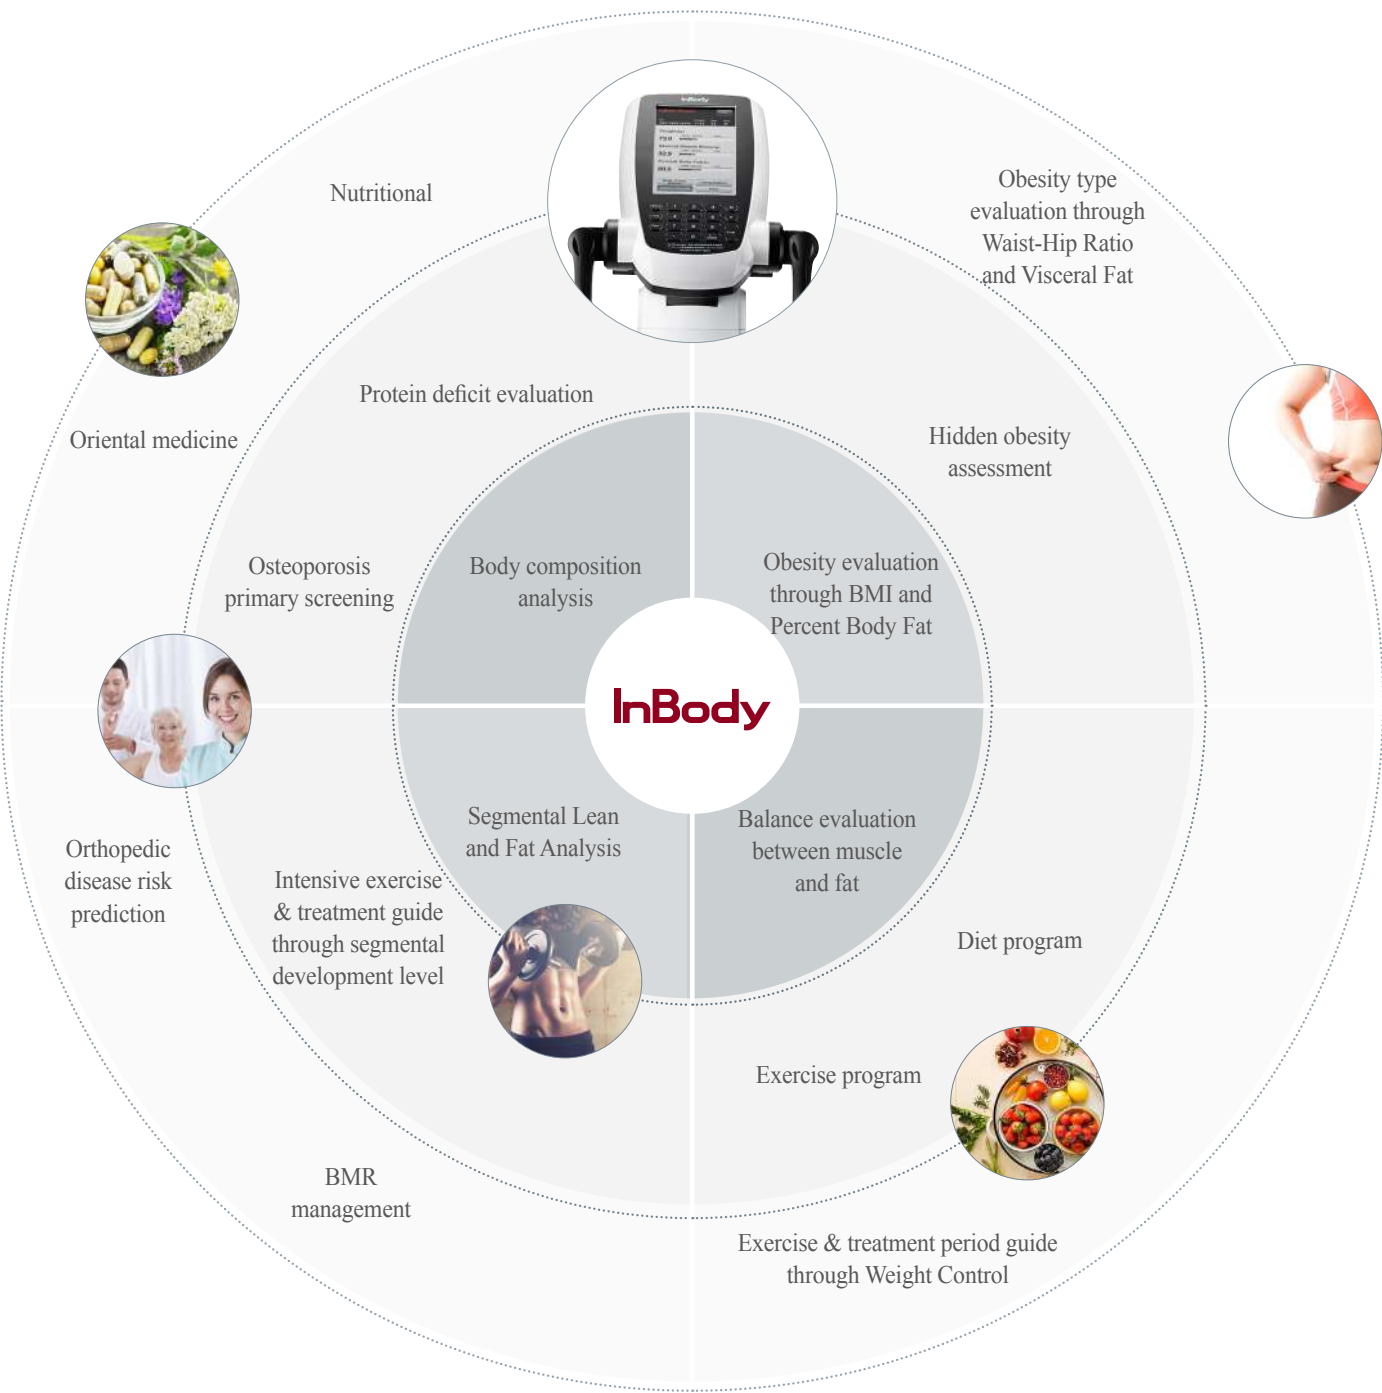 InBody
Nutritional
Obesity type
evaluation through
Waist-Hip Ratio
and Visceral Fat
Protein deficit evaluation
Oriental medicine
Hidden obesity
assessment
Osteoporosis
primary screening
Body composition
analysis
Obesity evaluation
through BMI and
Percent Body Fat
InBody
Segmental Lean
and Fat Analysis
Balance evaluation
between muscle
and fat
Orthopedic
disease risk
prediction
Intensive exercise
& treatment guide
through segmental
development level
Diet program
Exercise program
BMR
management
Exercise & treatment period guide
through Weight Control